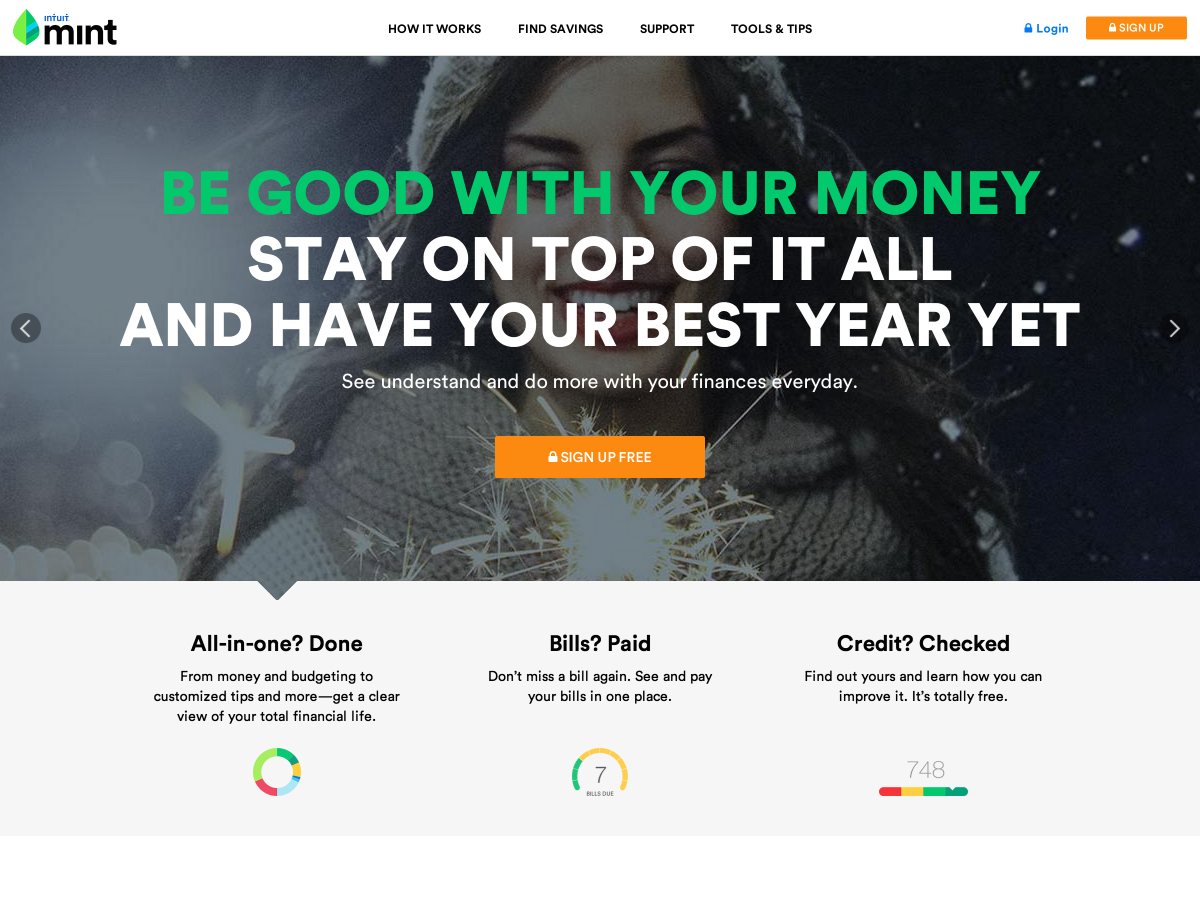 intuit
mint
HOW IT WORKS
FIND SAVINGS
SUPPORT
TOOLS & TIPS
Login
SIGN UP
BE GOOD WITH YOUR MONEY
STAY ON TOP OF IT ALL
AND HAVE YOUR BEST YEAR YET
See understand and do more with your finances everyday.
SIGN UP FREE
All-in-one? Done
From money and budgeting to
customized tips and more—get a clear
view of your total financial life.
Bills? Paid
Don’t miss a bill again. See and pay
your bills in one place.
Credit? Checked
Find out yours and learn how you can
improve it. It’s totally free.
7
BILLS DUE
748